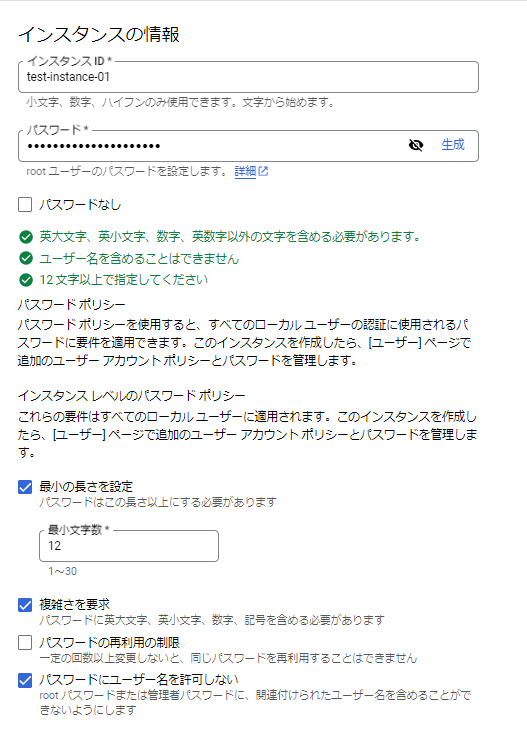 インスタンスの情報
インスタンス ID *
test-instance-01
小文字、数字、ハイフンのみ使用できます。文字から始めます。
パスワード *
•••••••••••••••••••••
生成
root ユーザーのパスワードを設定します。 詳細
パスワードなし
英大文字、英小文字、数字、英数字以外の文字を含める必要があります。
ユーザー名を含めることはできません
12 文字以上で指定してください
パスワード ポリシー
パスワード ポリシーを使用すると、すべてのローカル ユーザーの認証に使用されるパ
スワードに要件を適用できます。このインスタンスを作成したら、[ユーザー] ページで
追加のユーザー アカウント ポリシーとパスワードを管理します。
インスタンス レベルのパスワード ポリシー
これらの要件はすべてのローカル ユーザーに適用されます。このインスタンスを作成し
たら、[ユーザー] ページで追加のユーザー アカウント ポリシーとパスワードを管理しま
す。
最小の長さを設定
パスワードはこの長さ以上にする必要があります
最小文字数 *
12
1～30
複雑さを要求
パスワードに英大文字、英小文字、数字、記号を含める必要があります
パスワードの再利用の制限
一定の回数以上変更しないと、同じパスワードを再利用することはできません
パスワードにユーザー名を許可しない
root パスワードまたは管理者パスワードに、関連付けられたユーザー名を含めることがで
きないようにします